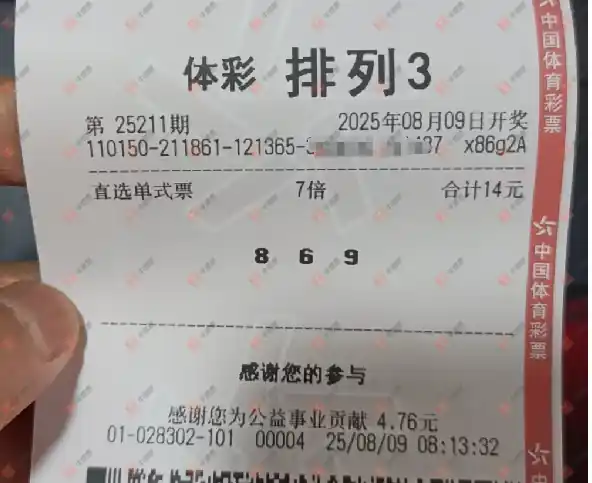 体彩 排列3
第 25211期 2025年08月09日开奖
110150-211861-121365- 37 x86g2A
直选单式票 7倍 合计14元
8 6 9
感谢您的参与
感谢您为公益事业贡献 4.76元
01-028302-101 00004 25/08/09 08:13:32
中国体育彩票
中国体育彩票
中